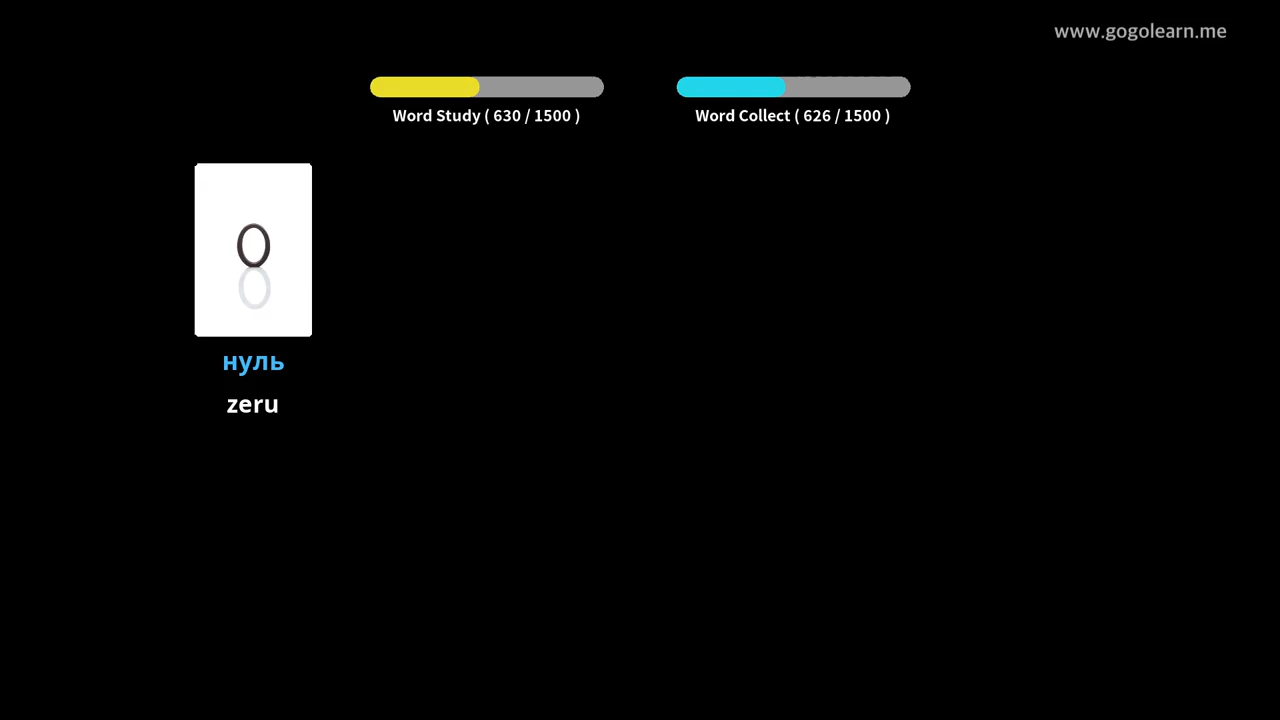 www.gogolearn.me
Word Study ( 630 / 1500 )
Word Collect ( 626 / 1500 )
0
нуль
zeru